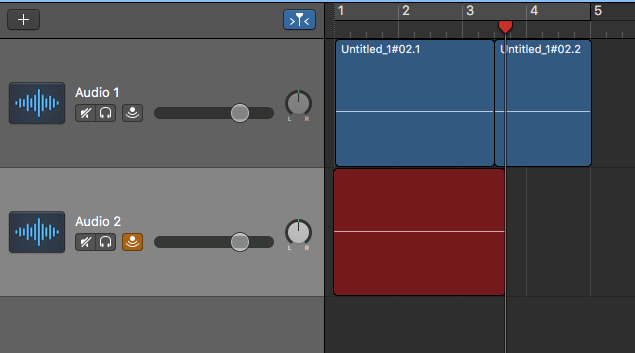 1 2 3 4 5
Untitled_1#02.1 Untitled_1#02.2
Audio 1
L R
Audio 2
L R